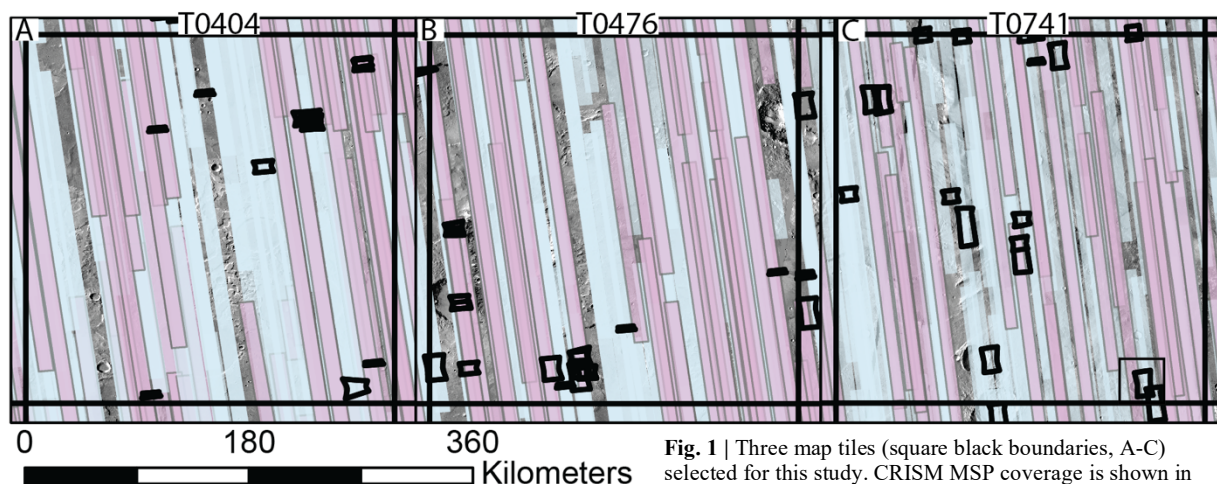 A T0404 B T0476 C T0741
0 180 360
Kilometers
Fig. 1 | Three map tiles (square black boundaries, A-C)
selected for this study. CRISM MSP coverage is shown in